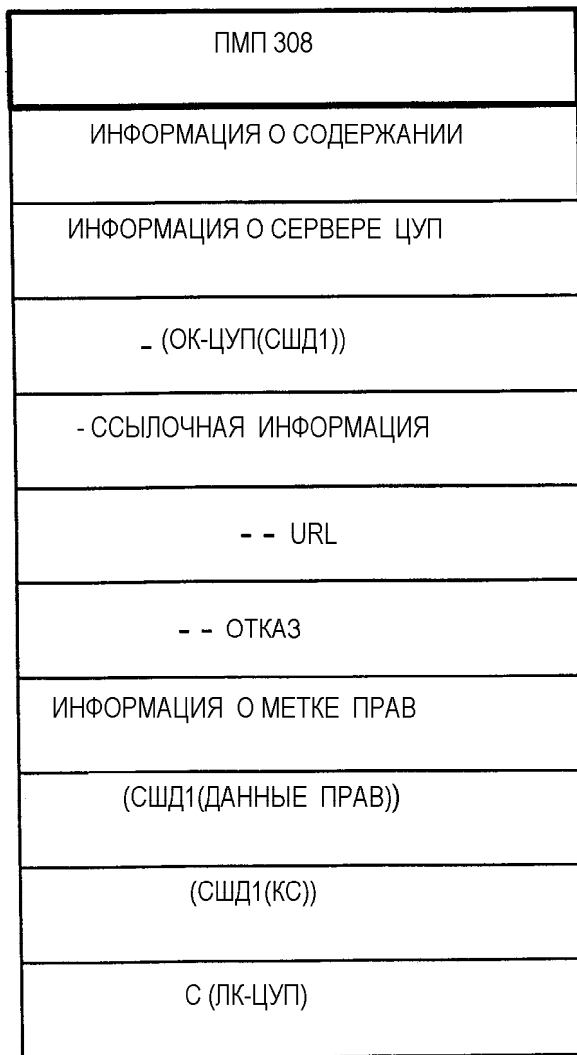 ПМП 308
ИНФОРМАЦИЯ О СОДЕРЖАНИИ
ИНФОРМАЦИЯ О СЕРВЕРЕ ЦУП
- (ОК-ЦУП(СШД1))
- ССЫЛОЧНАЯ ИНФОРМАЦИЯ
- - URL
- - ОТКАЗ
ИНФОРМАЦИЯ О МЕТКЕ ПРАВ
(СШД1(ДАННЫЕ ПРАВ))
(СШД1(КС))
С (ЛК-ЦУП)